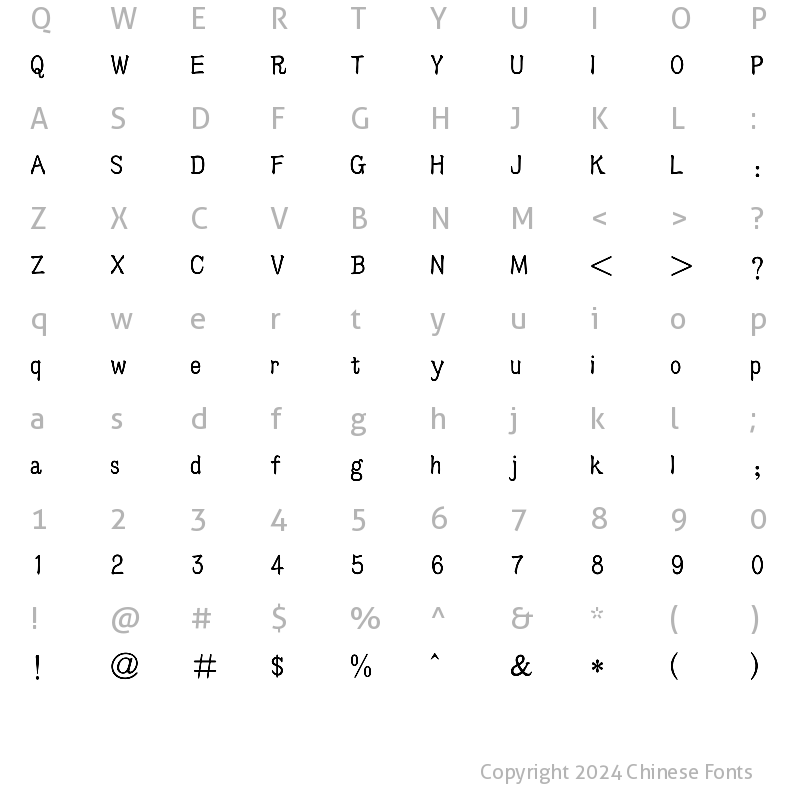 Q W E R T Y U I O P
Q W E R T Y U I O P
A S D F G H J K L :
A S D F G H J K L :
Z X C V B N M < > ?
Z X C V B N M < > ?
q w e r t y u i o p
q w e r t y u i o p
a s d f g h j k l ;
a s d f g h j k l ;
1 2 3 4 5 6 7 8 9 0
1 2 3 4 5 6 7 8 9 0
! @ # $ % ^ & * ( )
! @ # $ % ^ & * ( )
Copyright 2024 Chinese Fonts